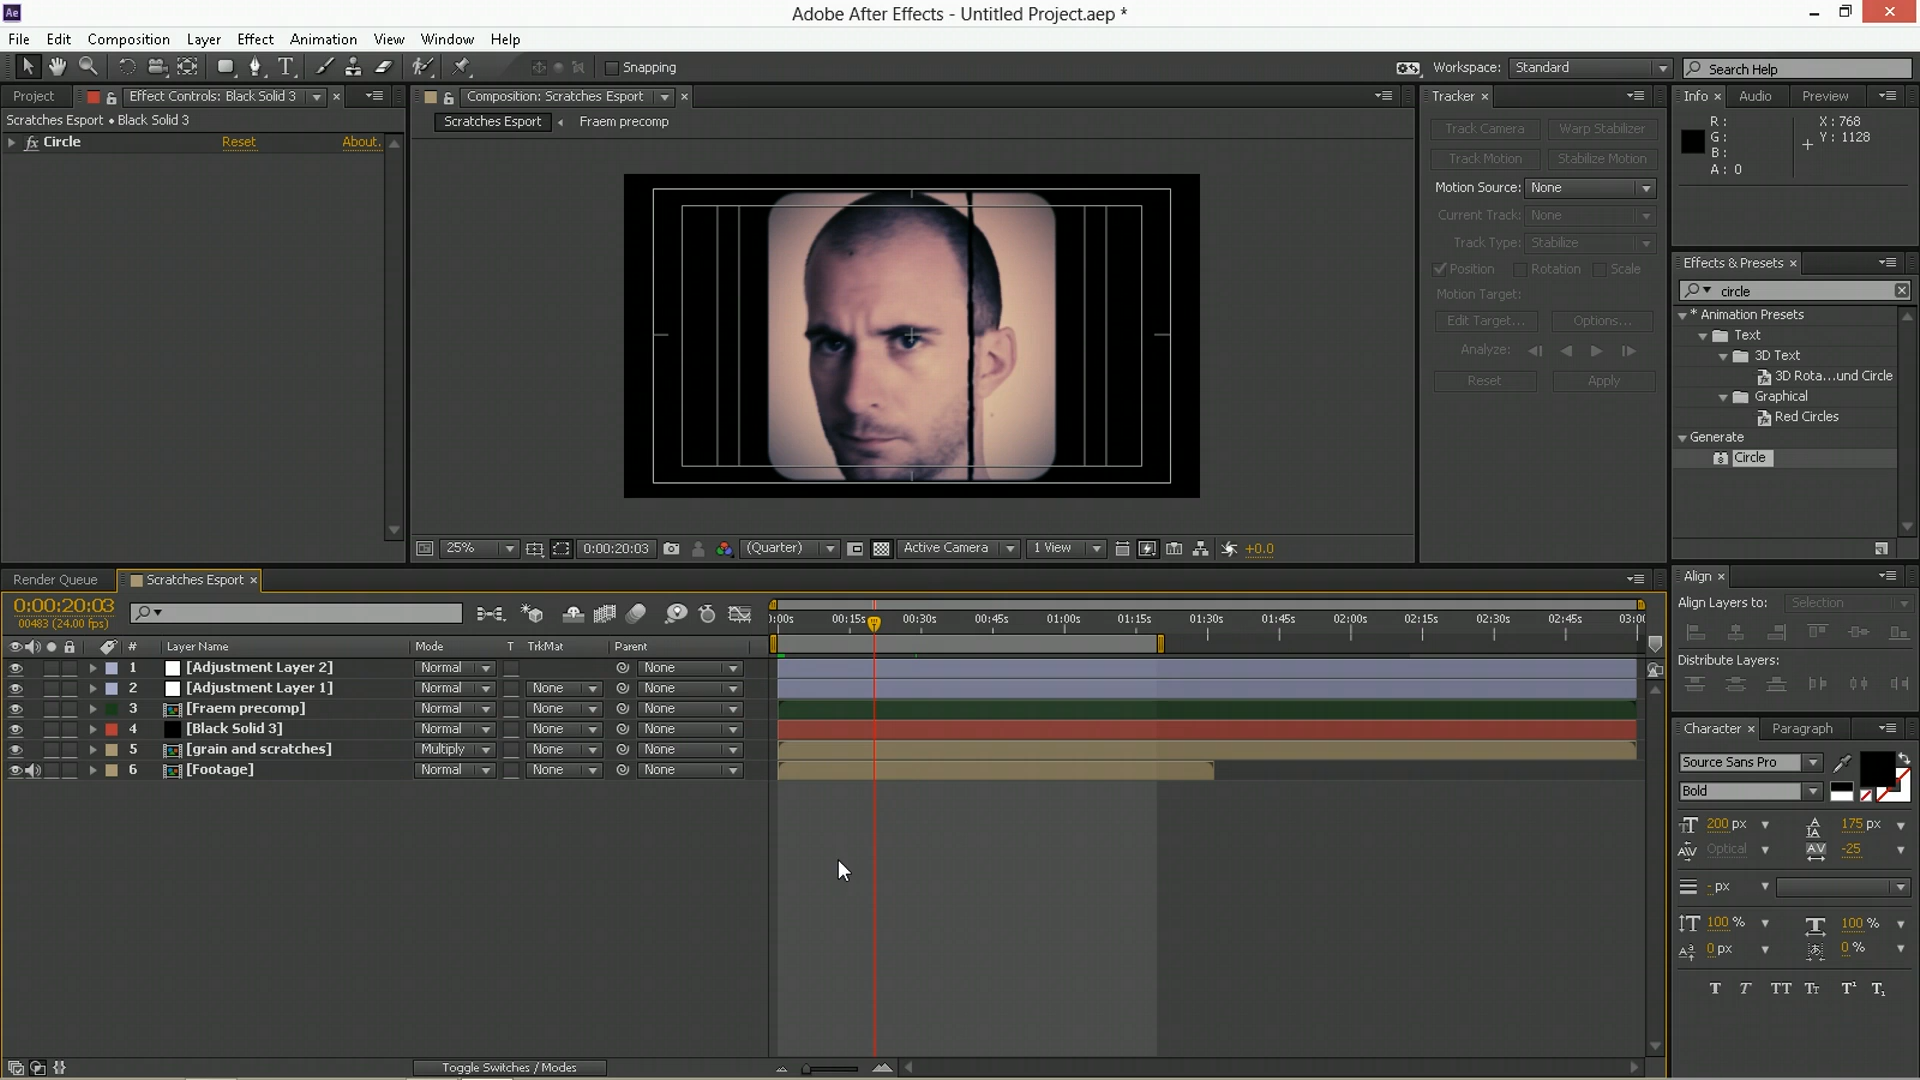 Ae
Adobe After Effects - Untitled Project.aep *
File Edit Composition Layer Effect Animation View Window Help
Snapping
Workspace: Standard
Search Help
Project
Effect Controls: Black Solid 3
Scratches Esport • Black Solid 3
fx Circle Reset About.
Composition: Scratches Esport
Scratches Esport Fraem precomp
25% 0:00:20:03 (Quarter) Active Camera 1 View +0.0
Tracker
Track Camera Warp Stabilizer
Track Motion Stabilize Motion
Motion Source: None
Current Track: None
Track Type: Stabilize
Position Rotation Scale
Motion Target:
Edit Target... Options...
Analyze:
Reset Apply
Info Audio Preview
R : X : 768
G : Y : 1128
B :
A : 0
Effects & Presets
circle
* Animation Presets
Text
3D Text
3D Rota...und Circle
Graphical
Red Circles
Generate
Circle
Render Queue Scratches Esport
0:00:20:03
00483 (24.00 fps)
):00s 00:15s 00:30s 00:45s 01:00s 01:15s 01:30s 01:45s 02:00s 02:15s 02:30s 02:45s 03:00
# Layer Name Mode T TrkMat Parent
1 [Adjustment Layer 2] Normal None
2 [Adjustment Layer 1] Normal None None
3 [Fraem precomp] Normal None None
4 [Black Solid 3] Normal None None
5 [grain and scratches] Multiply None None
6 [Footage] Normal None None
Toggle Switches / Modes
Align
Align Layers to: Selection
Distribute Layers:
Character Paragraph
Source Sans Pro
Bold
200 px 175 px
Optical -25
- px
100 % 100 %
0 px 0 %
T T TT Tт T¹ T₁